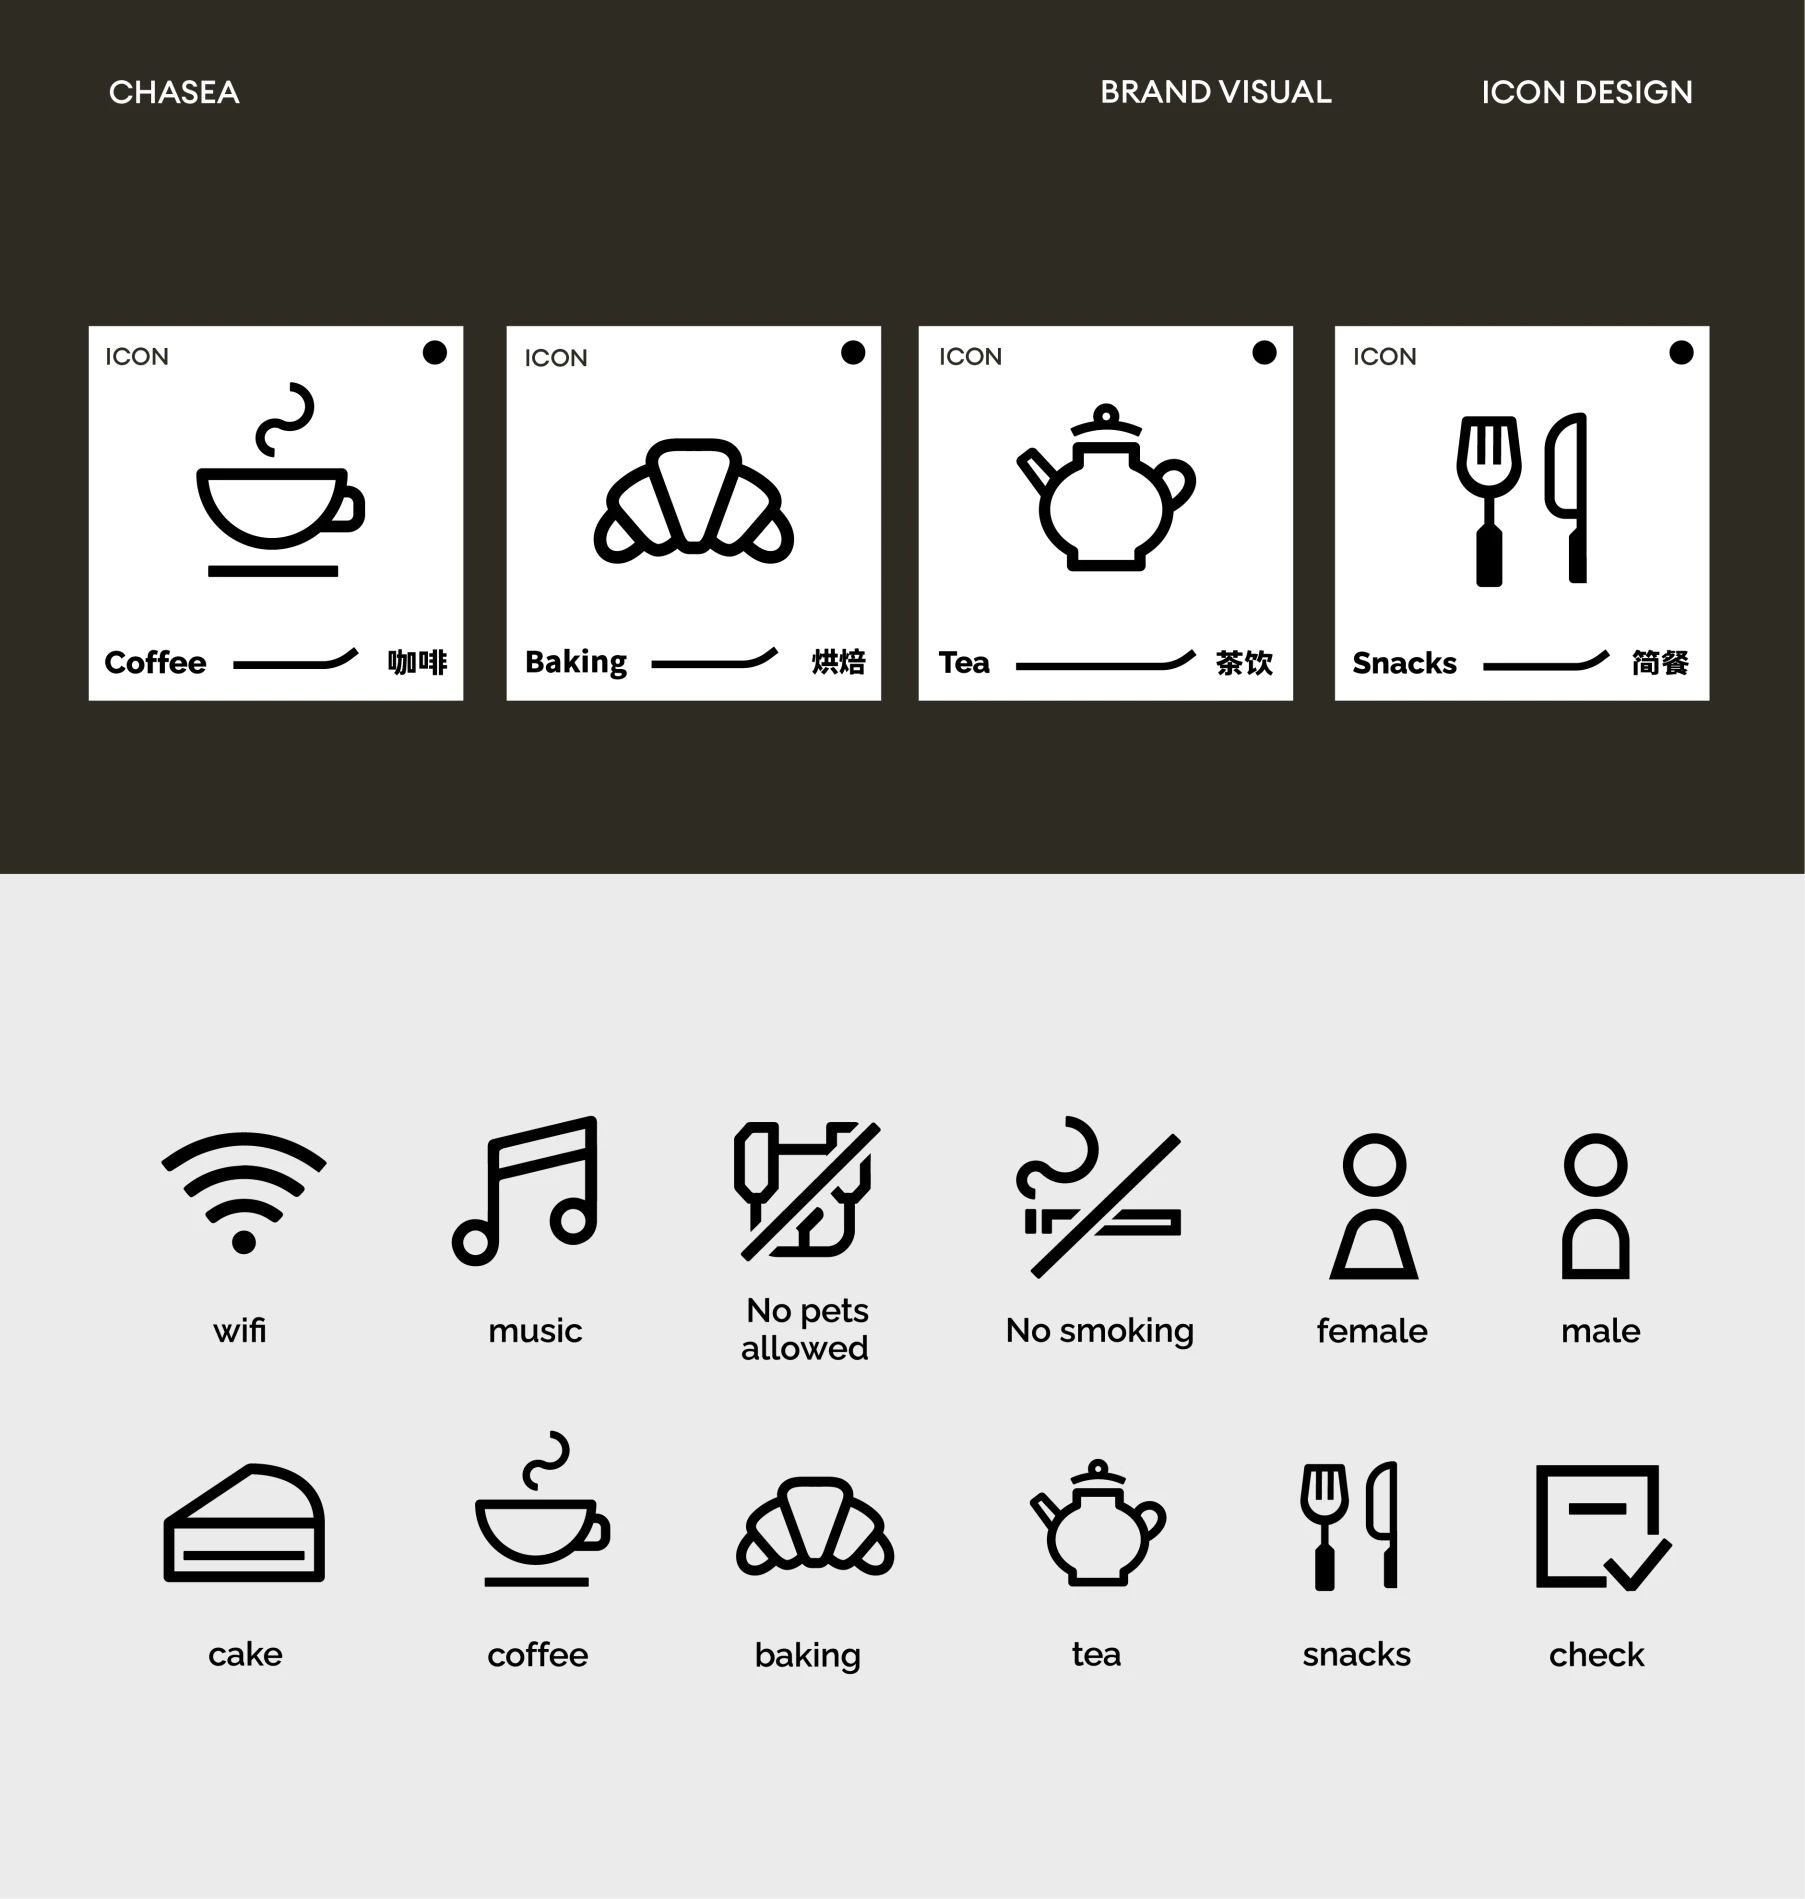 CHASEA
BRAND VISUAL
ICON DESIGN
ICON
Coffee 咖啡
ICON
Baking 烘焙
ICON
Tea 茶饮
ICON
Snacks 简餐
wifi
music
No pets
allowed
No smoking
female
male
cake
coffee
baking
tea
snacks
check